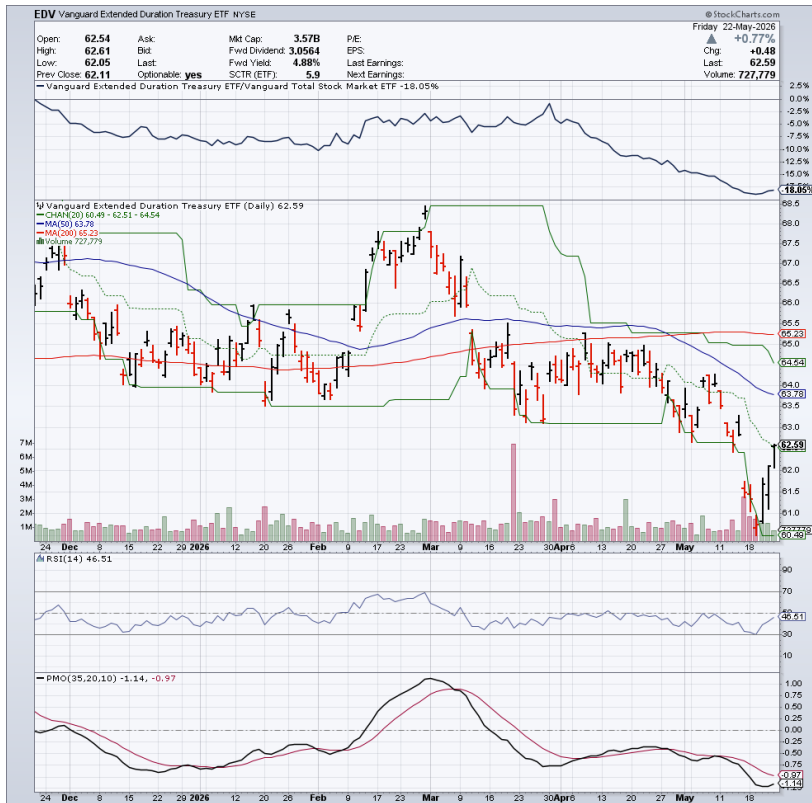 EDV Vanguard Extended Duration Treasury ETF NYSE © StockCharts.com
Friday 22-May-2026
Open: 62.54 Ask: Mkt Cap: 3.57B P/E: +0.77%
High: 62.61 Bid: Fwd Dividend: 3.0564 EPS: Chg: +0.48
Low: 62.05 Last: Fwd Yield: 4.88% Last Earnings: Last: 62.59
Prev Close: 62.11 Optionable: yes SCTR (ETF): 5.9 Next Earnings: Volume: 727,779
Vanguard Extended Duration Treasury ETF/Vanguard Total Stock Market ETF -18.05%
2.5%
0.0%
-2.5%
-5.0%
-7.5%
-10.0%
-12.5%
-15.0%
-18.05%
Vanguard Extended Duration Treasury ETF (Daily) 62.59
CHAN(20) 60.49 - 62.51 - 64.54
MA(50) 63.78
MA(200) 65.23
Volume 727,779
68.5
68.0
67.5
67.0
66.5
66.0
65.5
65.23
65.0
64.54
64.0
63.78
63.5
63.0
62.59
62.0
61.5
61.0
727779
60.49
7M
6M
5M
4M
3M
2M
1M
24 Dec 8 15 22 29 2026 12 20 26 Feb 9 17 23 Mar 9 16 23 30 Apr 6 13 20 27 May 11 18
RSI(14) 46.51
90
70
50
46.51
30
10
PMO(35,20,10) -1.14, -0.97
1.00
0.75
0.50
0.25
0.00
-0.25
-0.50
-0.75
-0.97
-1.14
24 Dec 8 15 22 29 2026 12 20 26 Feb 9 17 23 Mar 9 16 23 30 Apr 6 13 20 27 May 11 18